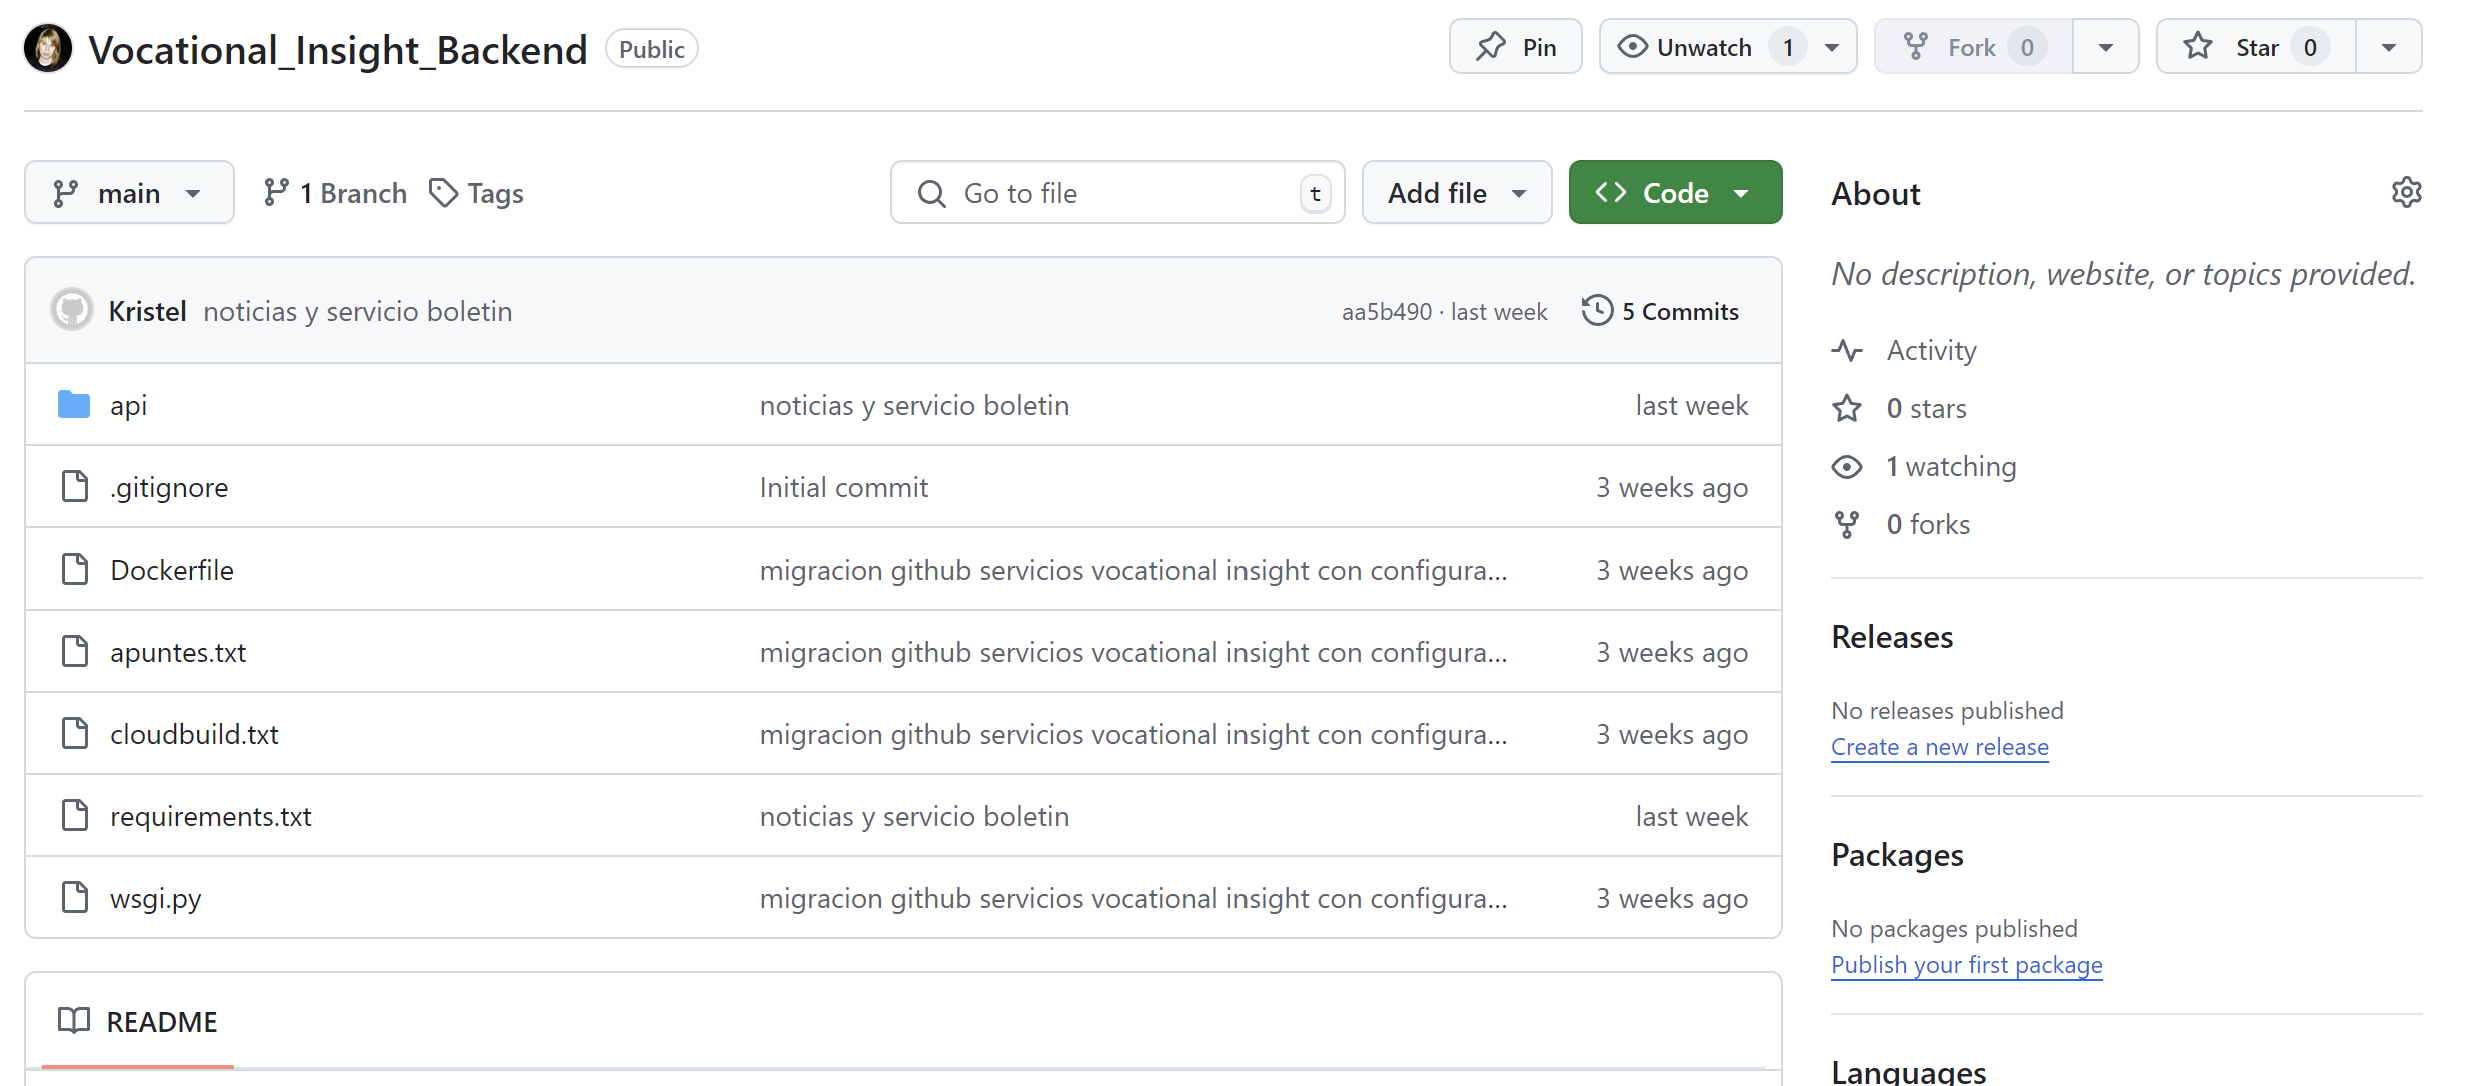 Vocational_Insight_Backend Public Pin Unwatch 1 Fork 0 Star 0
main 1 Branch Tags Go to file t Add file Code
Kristel noticias y servicio boletin aa5b490 · last week 5 Commits
api noticias y servicio boletin last week
.gitignore Initial commit 3 weeks ago
Dockerfile migracion github servicios vocational insight con configura... 3 weeks ago
apuntes.txt migracion github servicios vocational insight con configura... 3 weeks ago
cloudbuild.txt migracion github servicios vocational insight con configura... 3 weeks ago
requirements.txt noticias y servicio boletin last week
wsgi.py migracion github servicios vocational insight con configura... 3 weeks ago
README
About
No description, website, or topics provided.
Activity
0 stars
1 watching
0 forks
Releases
No releases published
Create a new release
Packages
No packages published
Publish your first package
Languages